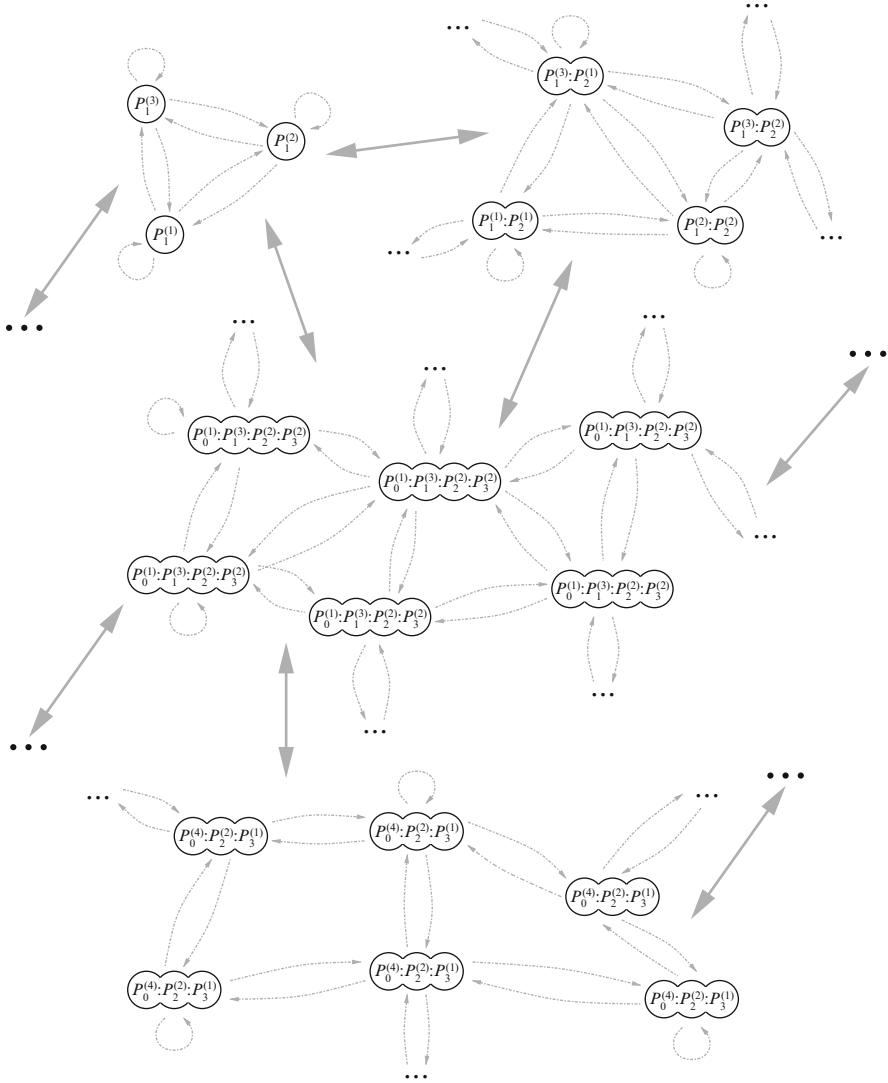 ...
...
P_1^{(3)}
P_1^{(3)}:P_2^{(1)}
P_1^{(2)}
P_1^{(3)}:P_2^{(2)}
P_1^{(1)}
P_1^{(1)}:P_2^{(1)}
P_1^{(2)}:P_2^{(2)}
...
...
...
...
...
...
...
P_0^{(1)}:P_1^{(3)}:P_2^{(2)}:P_3^{(2)}
P_0^{(1)}:P_1^{(3)}:P_2^{(2)}:P_3^{(2)}
P_0^{(1)}:P_1^{(3)}:P_2^{(2)}:P_3^{(2)}
...
P_0^{(1)}:P_1^{(3)}:P_2^{(2)}:P_3^{(2)}
P_0^{(1)}:P_1^{(3)}:P_2^{(2)}:P_3^{(2)}
P_0^{(1)}:P_1^{(3)}:P_2^{(2)}:P_3^{(2)}
...
...
...
...
...
...
P_0^{(4)}:P_2^{(2)}:P_3^{(1)}
P_0^{(4)}:P_2^{(2)}:P_3^{(1)}
P_0^{(4)}:P_2^{(2)}:P_3^{(1)}
P_0^{(4)}:P_2^{(2)}:P_3^{(1)}
P_0^{(4)}:P_2^{(2)}:P_3^{(1)}
P_0^{(4)}:P_2^{(2)}:P_3^{(1)}
...